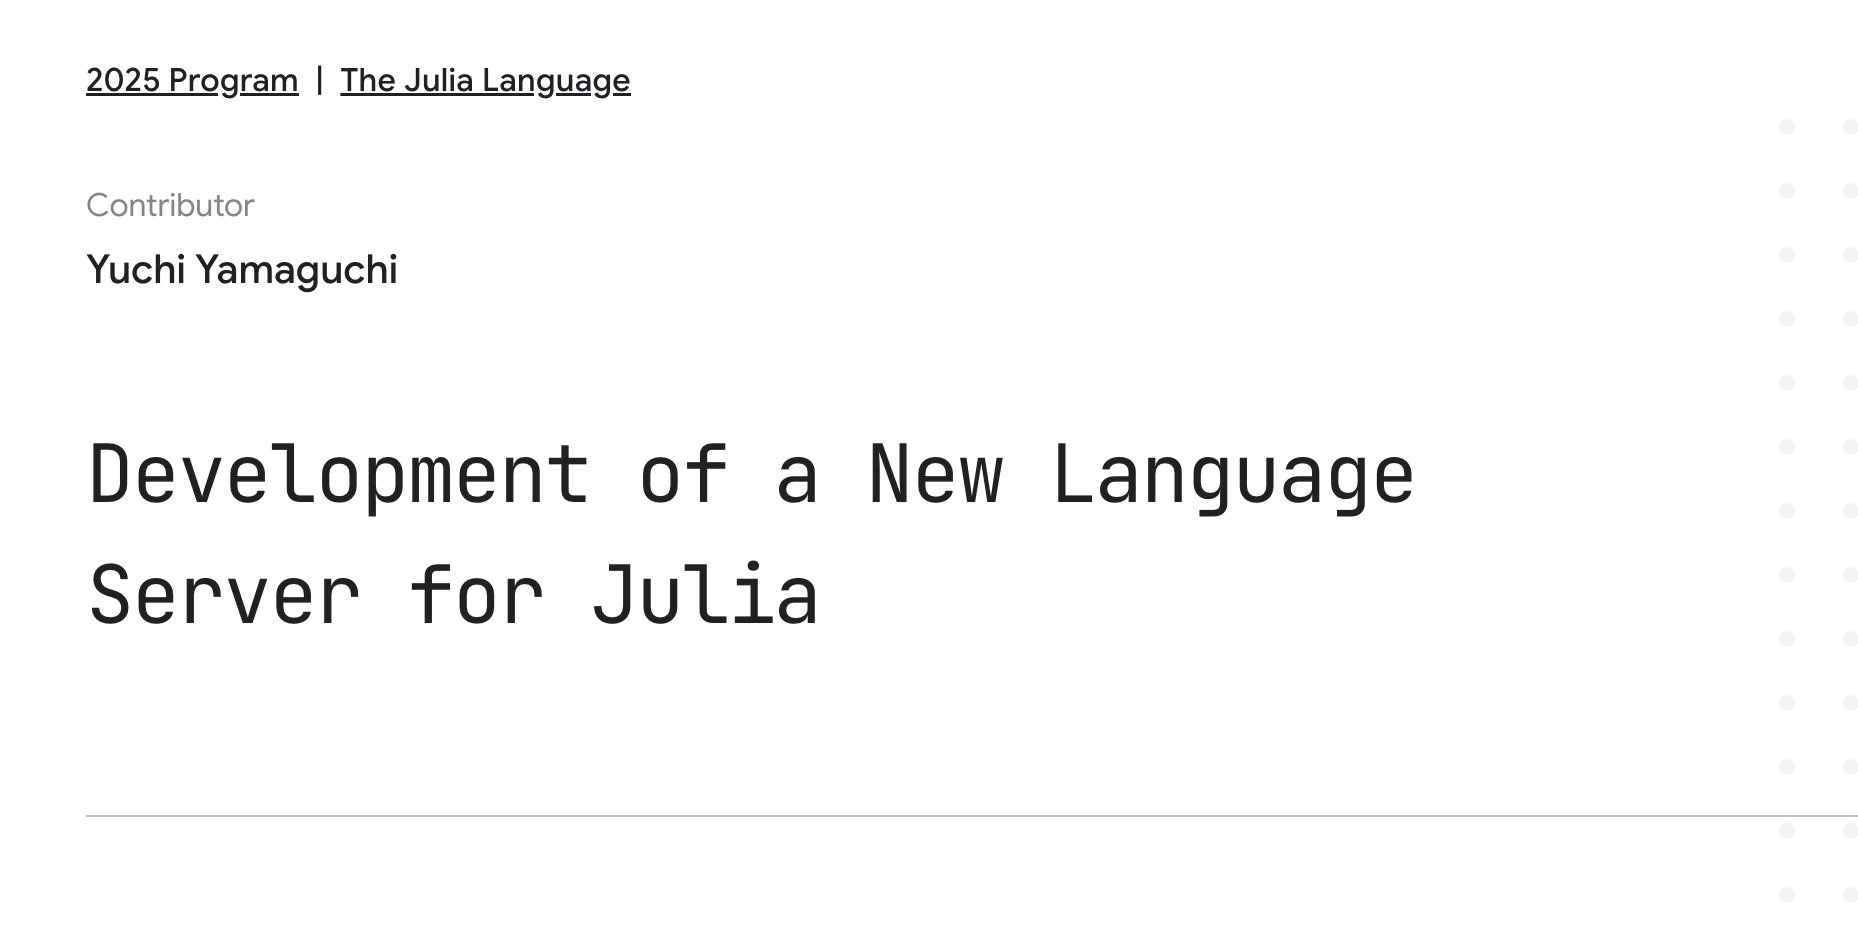 2025 Program | The Julia Language
Contributor
Yuchi Yamaguchi
Development of a New Language
Server for Julia